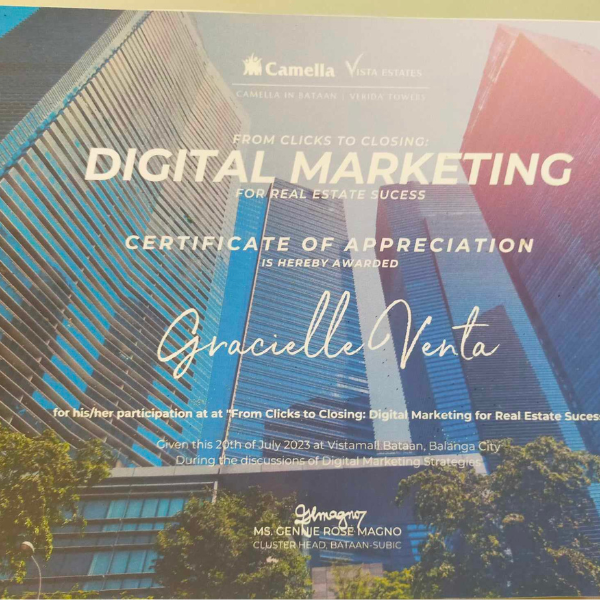 Camella VISTA ESTATES
CAMELLA IN BATAAN | VERIDA TOWERS
FROM CLICKS TO CLOSING:
DIGITAL MARKETING
FOR REAL ESTATE SUCESS
CERTIFICATE OF APPRECIATION
IS HEREBY AWARDED
Gracielle Venta
for his/her participation at at "From Clicks to Closing: Digital Marketing for Real Estate Sucess
Given this 20th of July 2023 at Vistamall Bataan, Balanga City
During the discussions of Digital Marketing Strategies
MS. GENNIE ROSE MAGNO
CLUSTER HEAD, BATAAN-SUBIC